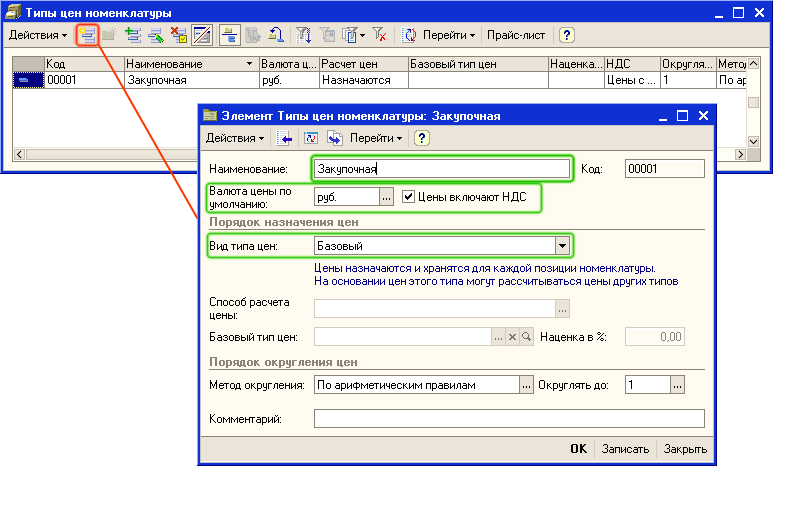 Типы цен номенклатуры
Действия Перейти Прайс-лист
Код Наименование Валюта ц... Расчет цен Базовый тип цен Наценка... НДС Округля... Мето
00001 Закупочная руб. Назначаются Цены с ... 1 По ар
Элемент Типы цен номенклатуры: Закупочная
Действия Перейти
Наименование: Закупочная Код: 00001
Валюта цены по
умолчанию: руб. ... Цены включают НДС
Порядок назначения цен
Вид типа цен: Базовый
Цены назначаются и хранятся для каждой позиции номенклатуры.
На основании цен этого типа могут рассчитываться цены других типов
Способ расчета
цены: ...
Базовый тип цен: ... Наценка в %: 0,00
Порядок округления цен
Метод округления: По арифметическим правилам ... Округлять до: 1 ...
Комментарий:
OK Записать Закрыть